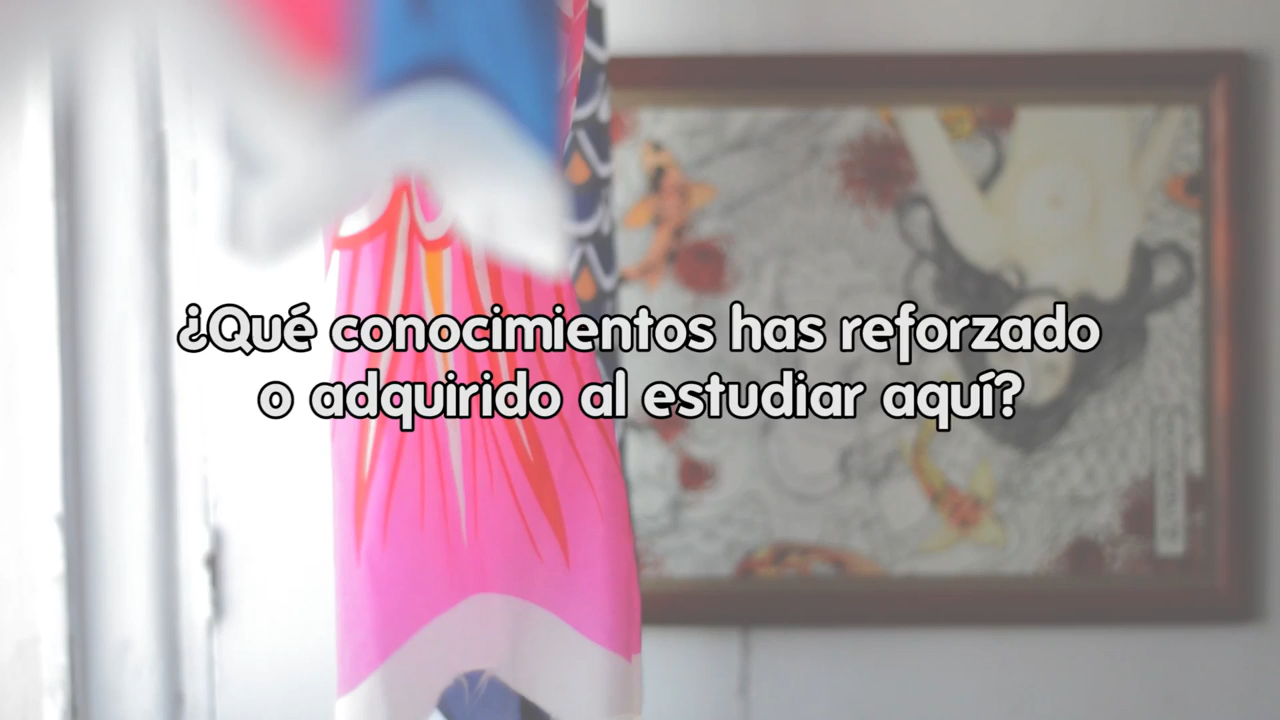 ¿Qué conocimientos has reforzado
o adquirido al estudiar aquí?